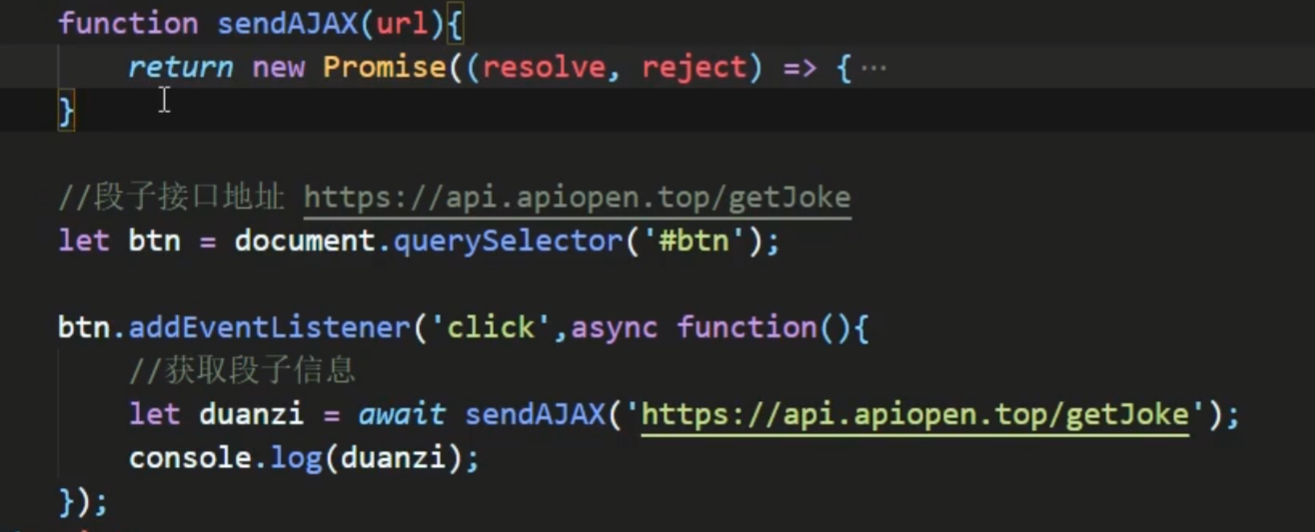 function sendAJAX(url){
return new Promise((resolve, reject) => { ···
}
//段子接口地址 https://api.apiopen.top/getJoke
let btn = document.querySelector('#btn');
btn.addEventListener('click',async function(){
//获取段子信息
let duanzi = await sendAJAX('https://api.apiopen.top/getJoke');
console.log(duanzi);
});